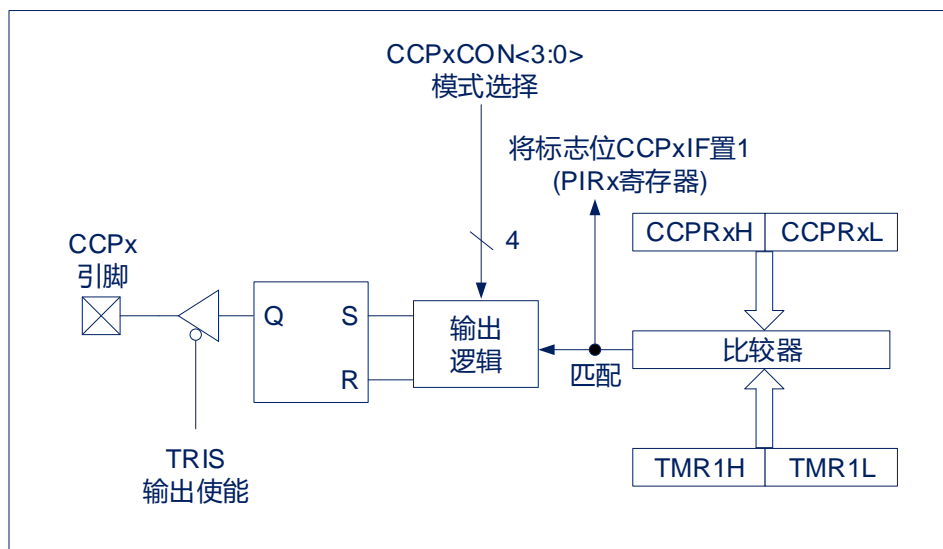 CCPxCON<3:0>
模式选择
将标志位CCPxIF置1
(PIRx寄存器)
4
CCPRxH CCPRxL
CCPx
引脚
Q S
R
输出
逻辑
匹配
比较器
TRIS
输出使能
TMR1H TMR1L